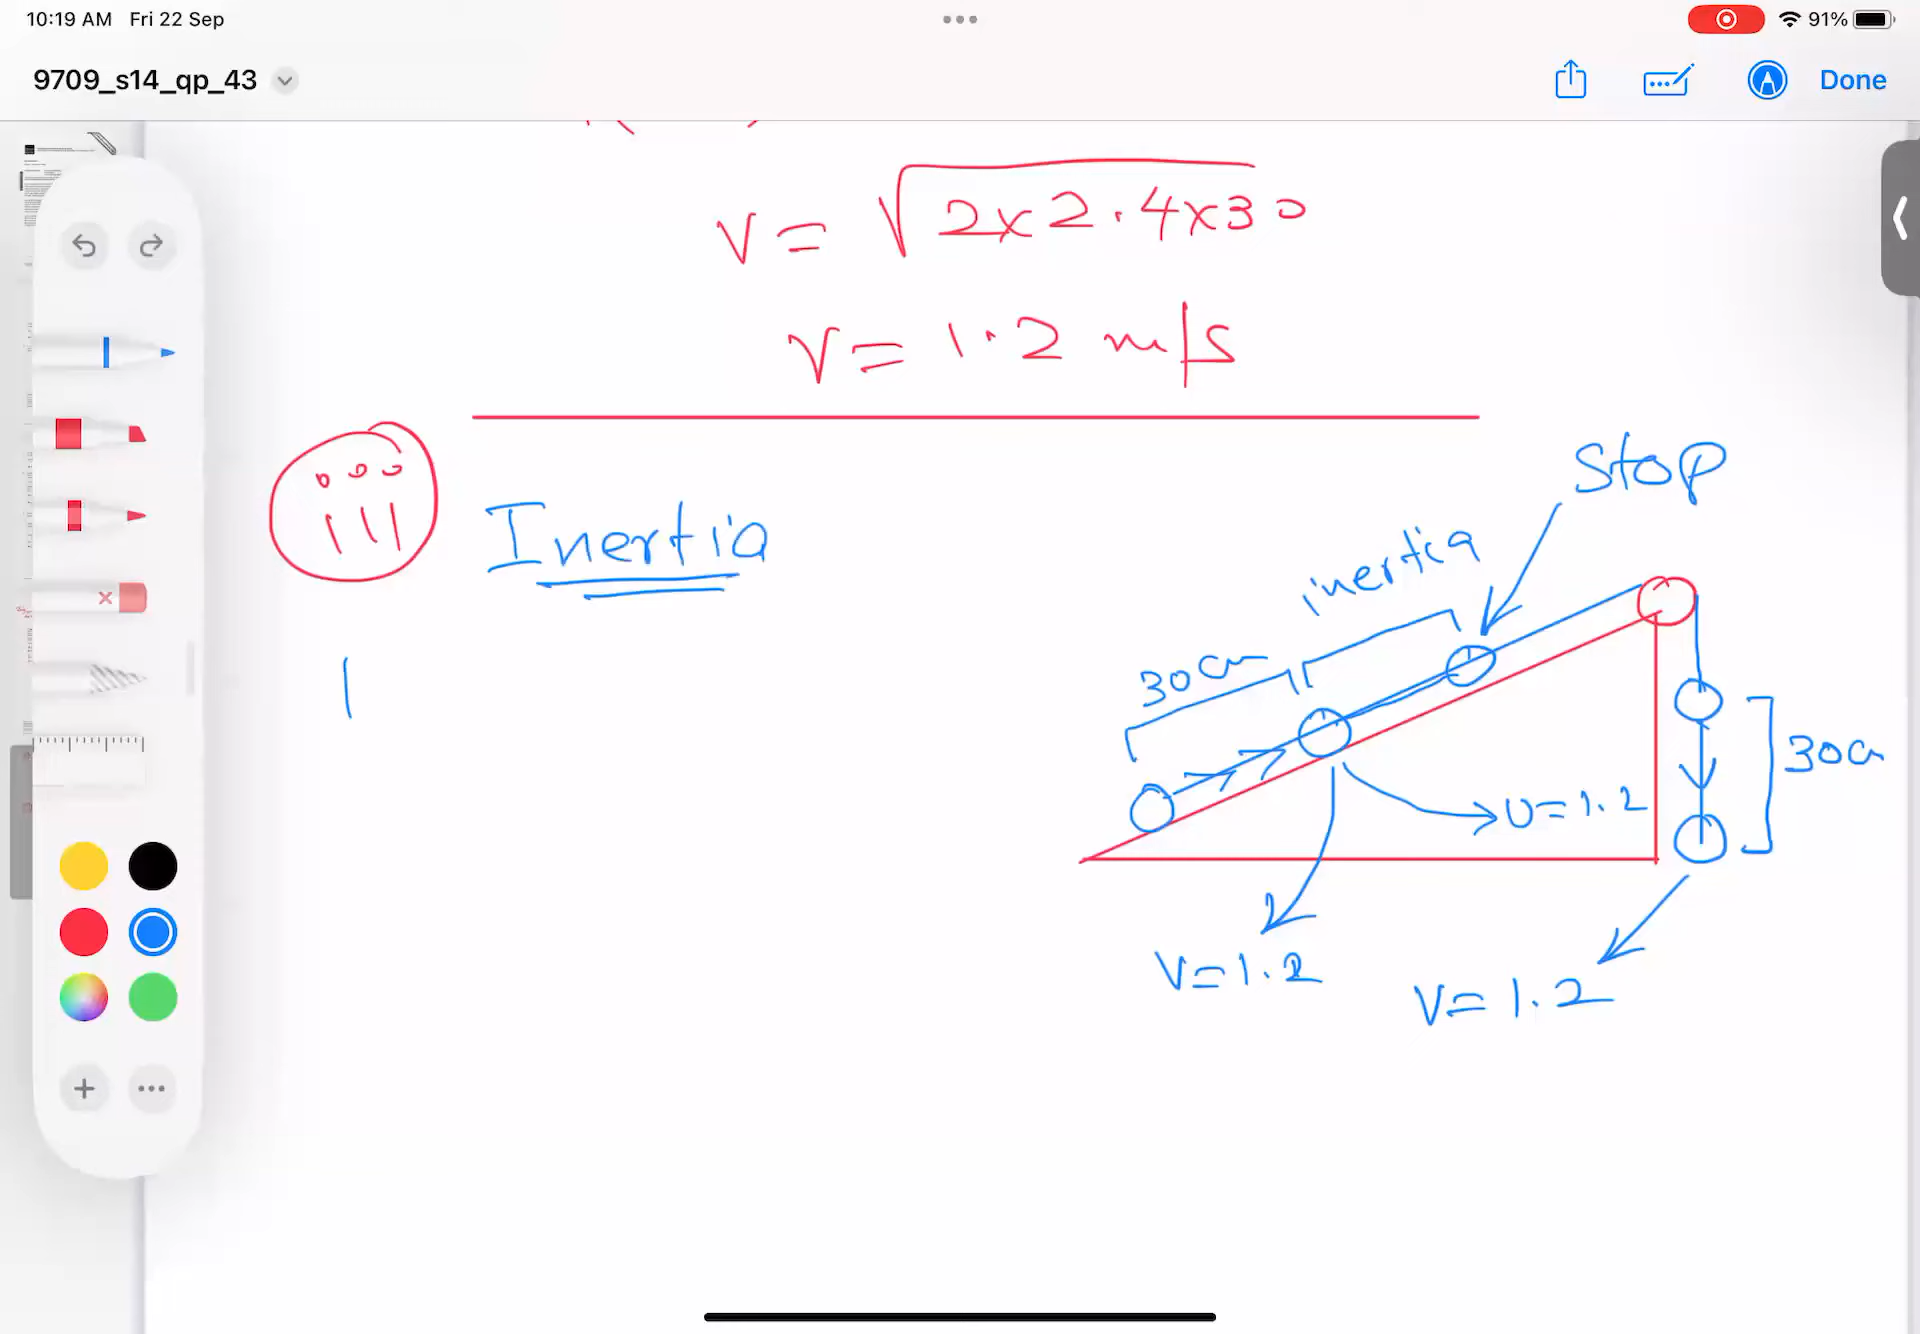 10:19 AM Fri 22 Sep
91%
9709_s14_qp_43
Done
V = √2x2.4x30
V = 1.2 m/s
iii
Inertia
Stop
inertia
30cm
30cm
U=1.2
V=1.2
V=1.2